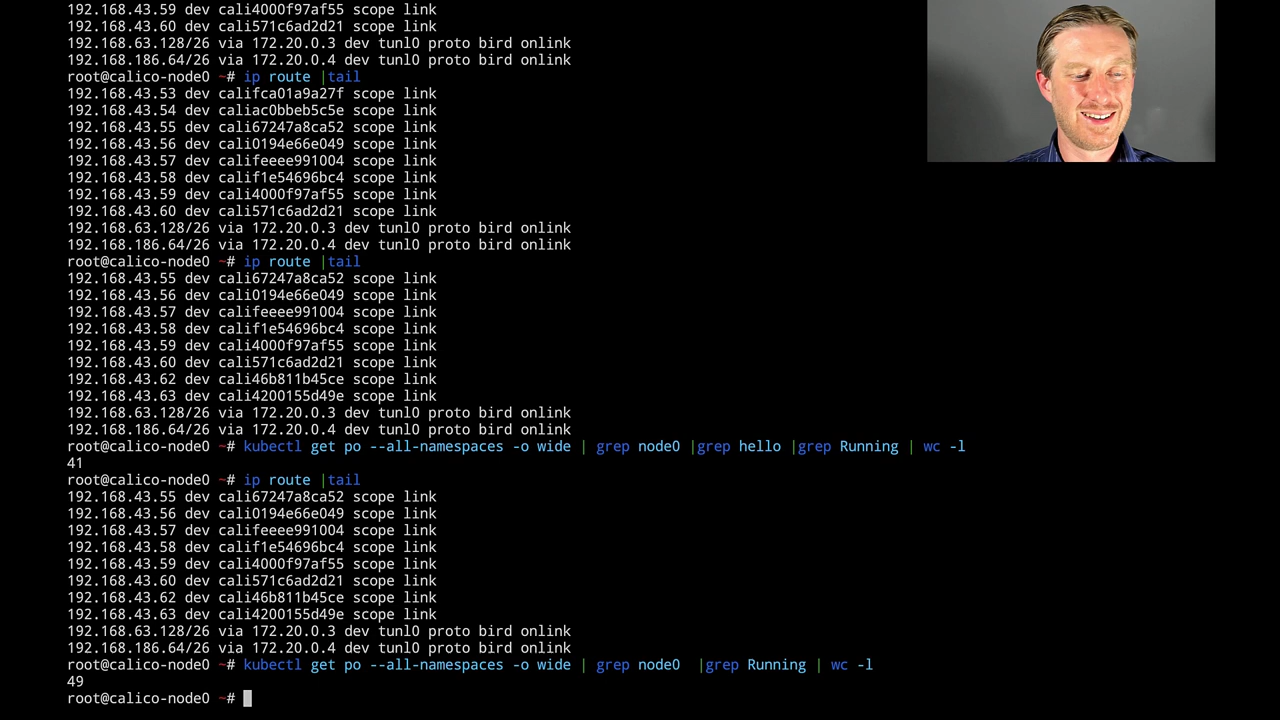 192.168.43.59 dev cali4000f97af55 scope link
192.168.43.60 dev cali571c6ad2d21 scope link
192.168.63.128/26 via 172.20.0.3 dev tunl0 proto bird onlink
192.168.186.64/26 via 172.20.0.4 dev tunl0 proto bird onlink
root@calico-node0 ~# ip route |tail
192.168.43.53 dev califca01a9a27f scope link
192.168.43.54 dev caliac0bbeb5c5e scope link
192.168.43.55 dev cali67247a8ca52 scope link
192.168.43.56 dev cali0194e66e049 scope link
192.168.43.57 dev califeeee991004 scope link
192.168.43.58 dev calif1e54696bc4 scope link
192.168.43.59 dev cali4000f97af55 scope link
192.168.43.60 dev cali571c6ad2d21 scope link
192.168.63.128/26 via 172.20.0.3 dev tunl0 proto bird onlink
192.168.186.64/26 via 172.20.0.4 dev tunl0 proto bird onlink
root@calico-node0 ~# ip route |tail
192.168.43.55 dev cali67247a8ca52 scope link
192.168.43.56 dev cali0194e66e049 scope link
192.168.43.57 dev califeeee991004 scope link
192.168.43.58 dev calif1e54696bc4 scope link
192.168.43.59 dev cali4000f97af55 scope link
192.168.43.60 dev cali571c6ad2d21 scope link
192.168.43.62 dev cali46b811b45ce scope link
192.168.43.63 dev cali4200155d49e scope link
192.168.63.128/26 via 172.20.0.3 dev tunl0 proto bird onlink
192.168.186.64/26 via 172.20.0.4 dev tunl0 proto bird onlink
root@calico-node0 ~# kubectl get po --all-namespaces -o wide | grep node0 |grep hello |grep Running | wc -l
41
root@calico-node0 ~# ip route |tail
192.168.43.55 dev cali67247a8ca52 scope link
192.168.43.56 dev cali0194e66e049 scope link
192.168.43.57 dev califeeee991004 scope link
192.168.43.58 dev calif1e54696bc4 scope link
192.168.43.59 dev cali4000f97af55 scope link
192.168.43.60 dev cali571c6ad2d21 scope link
192.168.43.62 dev cali46b811b45ce scope link
192.168.43.63 dev cali4200155d49e scope link
192.168.63.128/26 via 172.20.0.3 dev tunl0 proto bird onlink
192.168.186.64/26 via 172.20.0.4 dev tunl0 proto bird onlink
root@calico-node0 ~# kubectl get po --all-namespaces -o wide | grep node0  |grep Running | wc -l
49
root@calico-node0 ~#